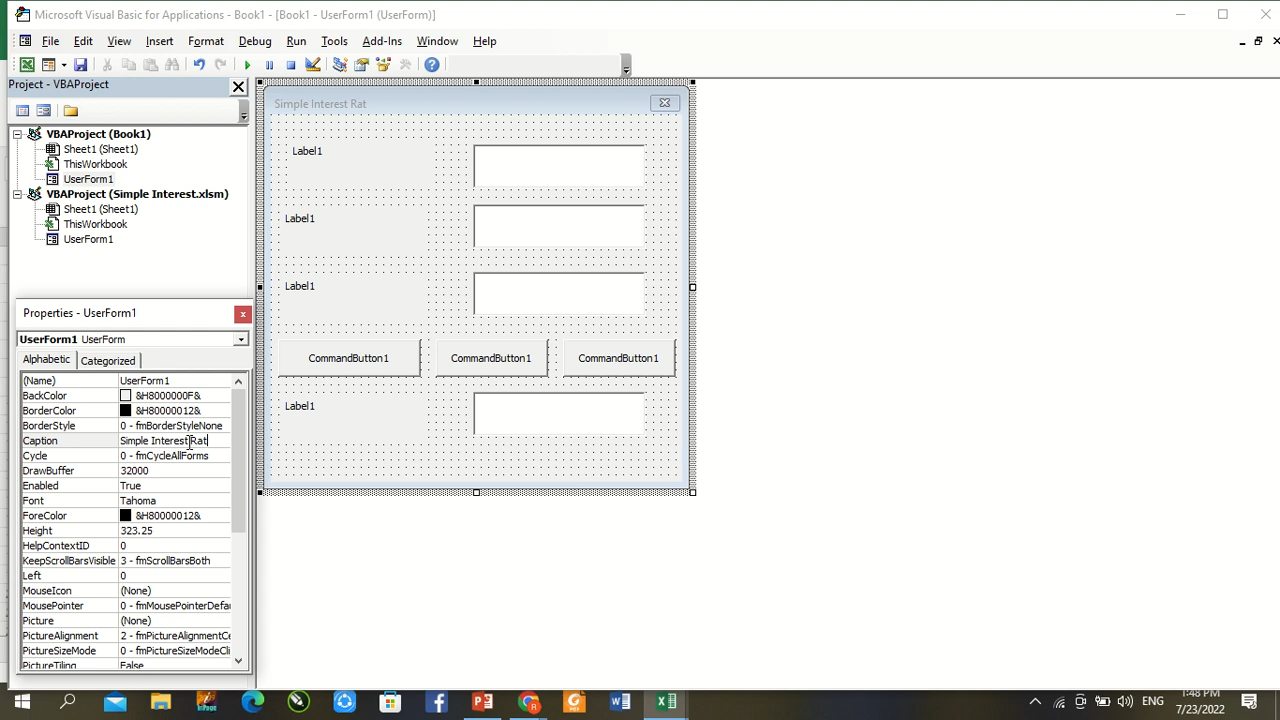 Microsoft Visual Basic for Applications - Book1 - [Book1 - UserForm1 (UserForm)]
File Edit View Insert Format Debug Run Tools Add-Ins Window Help
Project - VBAProject
VBAProject (Book1)
Sheet1 (Sheet1)
ThisWorkbook
UserForm1
VBAProject (Simple Interest.xlsm)
Sheet1 (Sheet1)
ThisWorkbook
UserForm1
Properties - UserForm1
UserForm1 UserForm
Alphabetic Categorized
(Name) UserForm1
BackColor &H8000000F&
BorderColor &H80000012&
BorderStyle 0 - fmBorderStyleNone
Caption Simple Interest Rat
Cycle 0 - fmCycleAllForms
DrawBuffer 32000
Enabled True
Font Tahoma
ForeColor &H80000012&
Height 323.25
HelpContextID 0
KeepScrollBarsVisible 3 - fmScrollBarsBoth
Left 0
MouseIcon (None)
MousePointer 0 - fmMousePointerDefau
Picture (None)
PictureAlignment 2 - fmPictureAlignmentCe
PictureSizeMode 0 - fmPictureSizeModeCli
PictureTiling False
Simple Interest Rat
Label1
Label1
Label1
CommandButton1 CommandButton1 CommandButton1
Label1
ENG
1:48 PM
7/23/2022